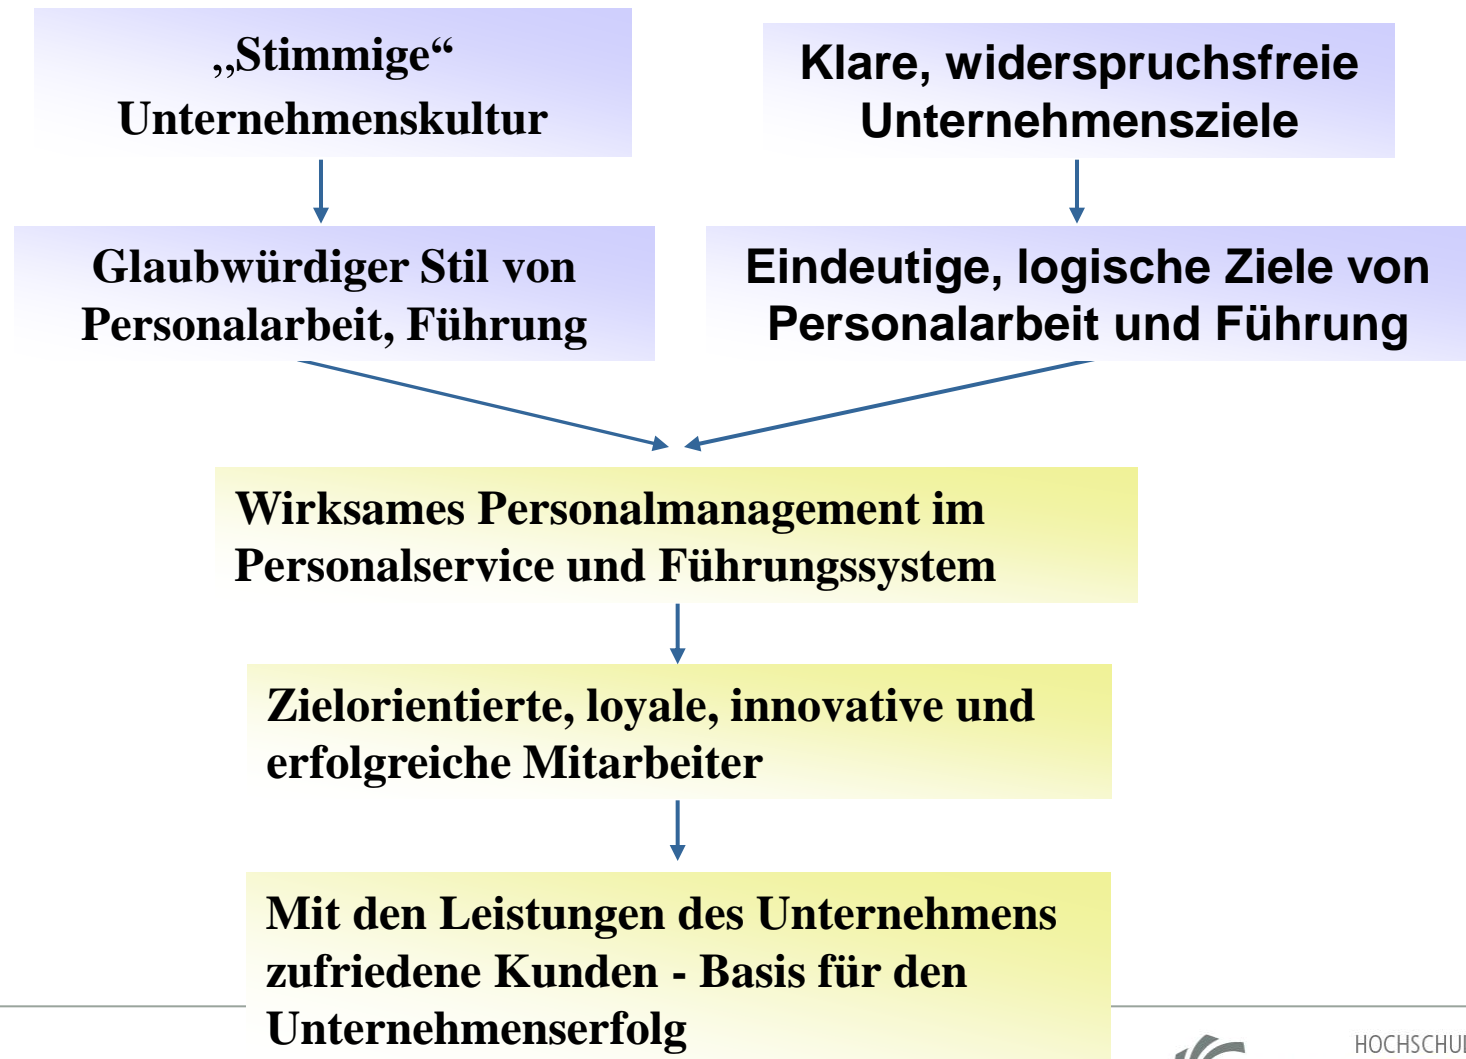 „Stimmige“
Unternehmenskultur
Klare, widerspruchsfreie
Unternehmensziele
Glaubwürdiger Stil von
Personalarbeit, Führung
Eindeutige, logische Ziele von
Personalarbeit und Führung
Wirksames Personalmanagement im
Personalservice und Führungssystem
Zielorientierte, loyale, innovative und
erfolgreiche Mitarbeiter
Mit den Leistungen des Unternehmens
zufriedene Kunden - Basis für den
Unternehmenserfolg